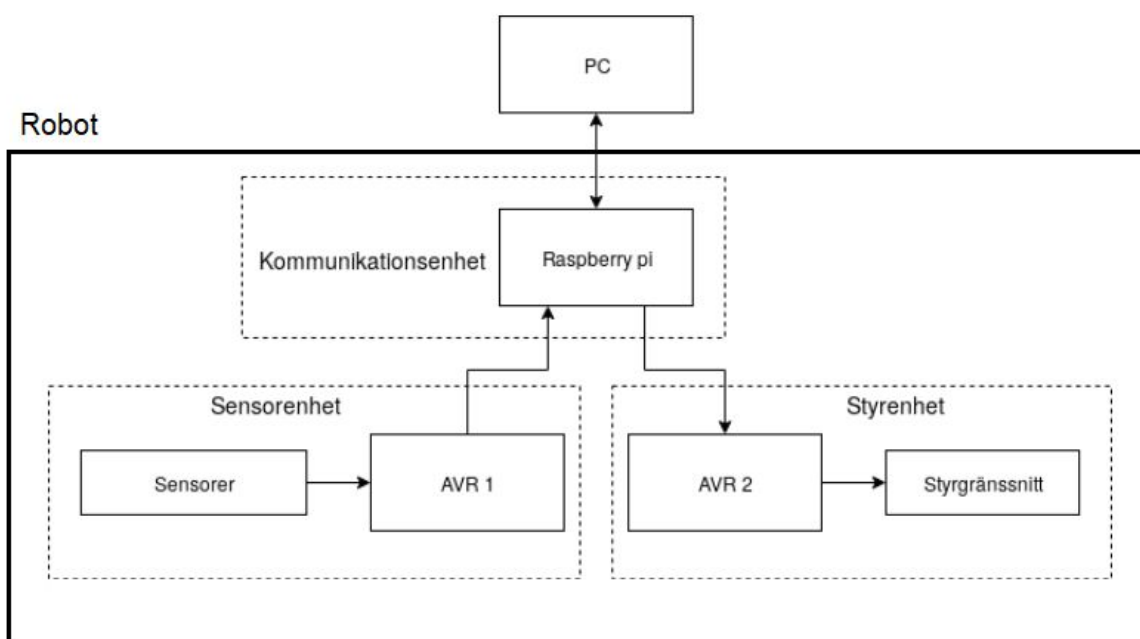 PC
Robot
Kommunikationsenhet
Raspberry pi
Sensorenhet
Styrenhet
Sensorer
AVR 1
AVR 2
Styrgränssnitt